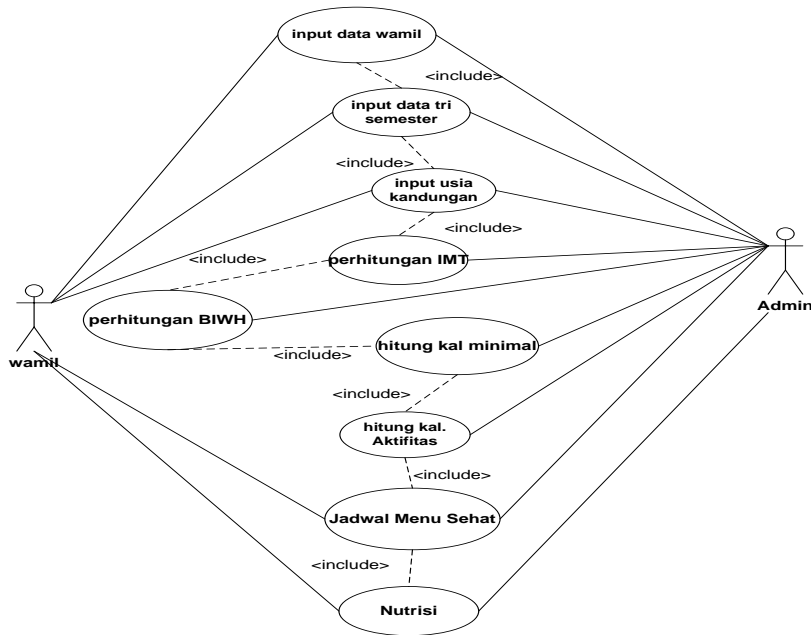 input data wamil
<include>
input data tri
semester
<include>
input usia
kandungan
<include>
perhitungan IMT
<include>
perhitungan BIWH
Admin
hitung kal minimal
<include>
wamil
<include>
hitung kal.
Aktifitas
<include>
Jadwal Menu Sehat
<include>
Nutrisi